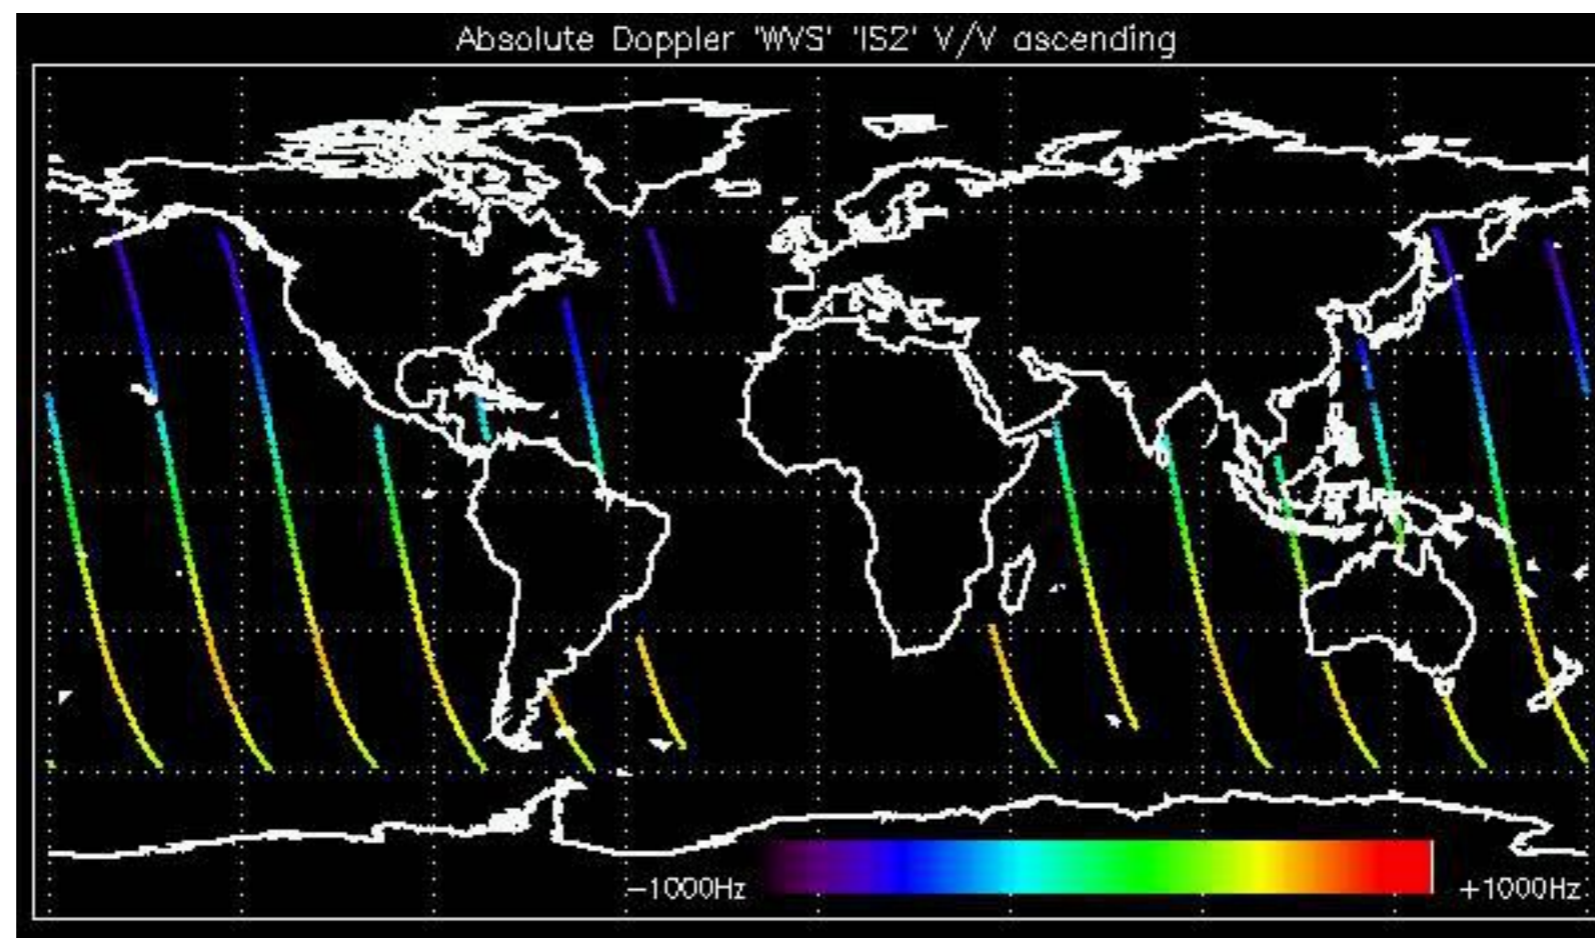 Absolute Doppler 'WVS' 'IS2' V/V ascending
-1000Hz +1000Hz